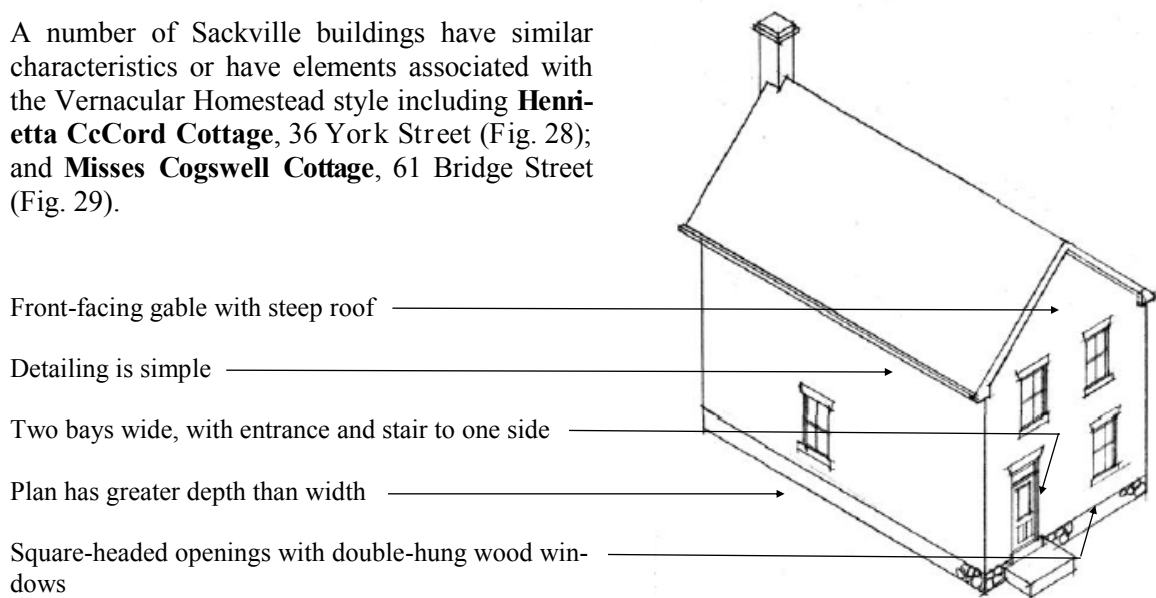 A number of Sackville buildings have similar
characteristics or have elements associated with
the Vernacular Homestead style including Henri-
etta CcCord Cottage, 36 York Street (Fig. 28);
and Misses Cogswell Cottage, 61 Bridge Street
(Fig. 29).
Front-facing gable with steep roof
Detailing is simple
Two bays wide, with entrance and stair to one side
Plan has greater depth than width
Square-headed openings with double-hung wood win-
dows